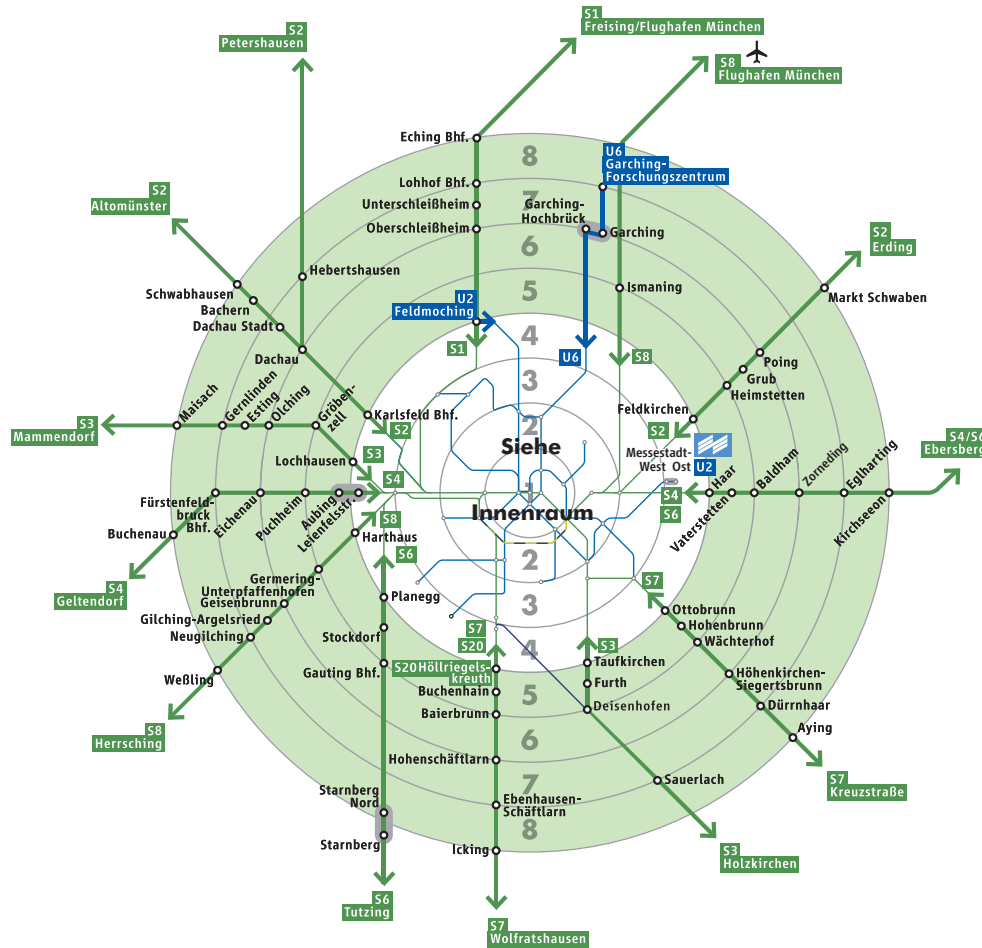 S1
Freising/Flughafen München
S2
Petershausen
S8
Flughafen München
Eching Bhf.
8
U6
Garching-
Forschungszentrum
Lohhof Bhf.
7
Unterschleißheim
Garching-
Hochbrück
Oberschleißheim
Garching
S2
Altomünster
6
S2
Erding
Hebertshausen
Schwabhausen
Bachern
5
Ismaning
Markt Schwaben
U2
Feldmoching
Dachau Stadt
4
Dachau
S1
U6
S8
Poing
Grub
Heimstetten
3
Maisach
Gernlinden
Esting
Olching
Gröben-
zell
Karlsfeld Bhf.
Feldkirchen
S3
Mammendorf
2
S2
S2
Siehe
Messestadt-
West Ost
U2
S3
Lochhausen
S4/S6
Ebersberg
S4
1
S4
Haar
Vaterstetten
Baldham
Zorneding
Eglharting
Kirchseeon
Fürstenfeld-
bruck
Bhf.
Eichenau
Puchheim
Aubing
Leienfelsstr.
Innenraum
S8
S6
Buchenau
Harthaus
S6
2
S4
Geltendorf
Germering-
Unterpfaffenhofen
Geisenbrunn
Planegg
S7
3
Ottobrunn
Gilching-Argelsried
Neugilching
Stockdorf
S7
Hohenbrunn
Wächterhof
S20
S3
4
Gauting Bhf.
S20 Höllriegels-
kreuth
Taufkirchen
Weßling
Höhenkirchen-
Siegertsbrunn
Buchenhain
5
Furth
Baierbrunn
Deisenhofen
Dürrnhaar
S8
Herrsching
6
Aying
Hohenschäftlarn
S7
Kreuzstraße
7
Sauerlach
Starnberg
Nord
Ebenhausen-
Schäftlarn
8
Starnberg
Icking
S3
Holzkirchen
S6
Tutzing
S7
Wolfratshausen